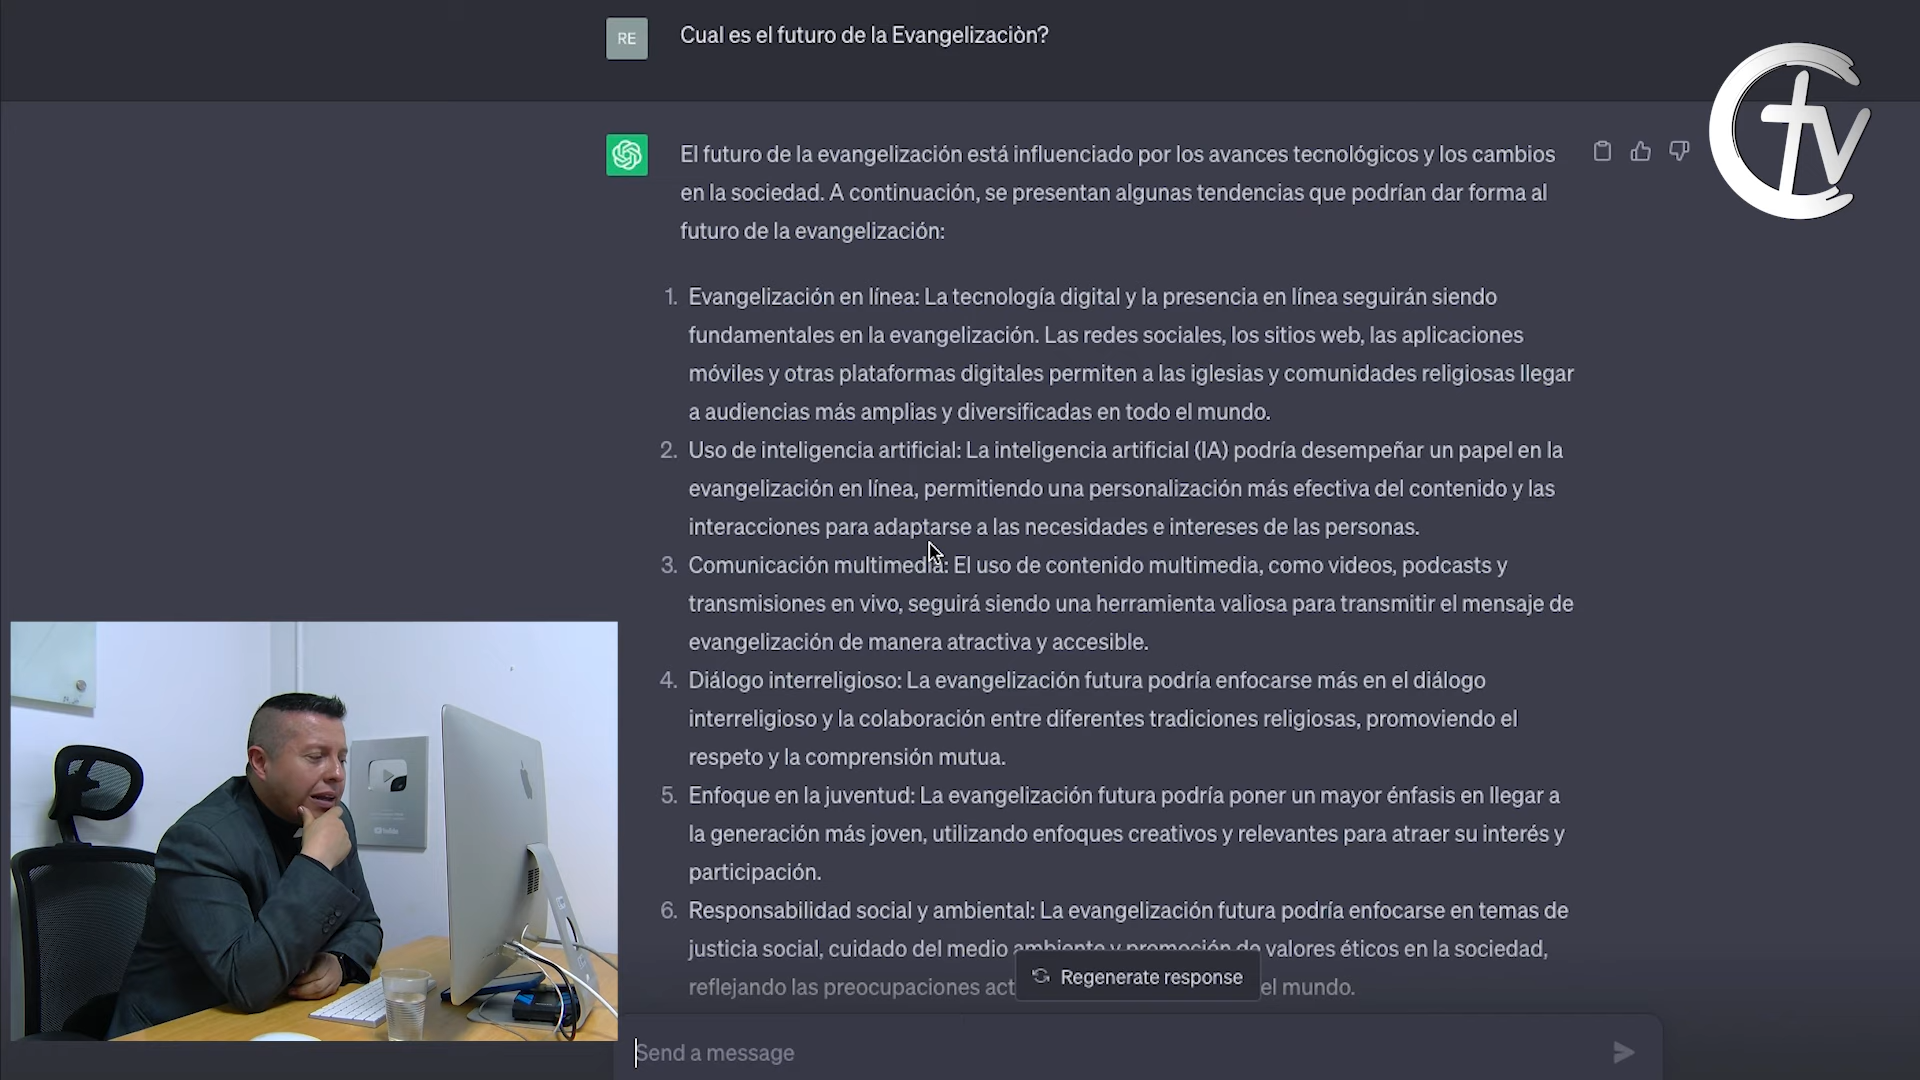 RE
Cual es el futuro de la Evangelizaciòn?
El futuro de la evangelización está influenciado por los avances tecnológicos y los cambios
en la sociedad. A continuación, se presentan algunas tendencias que podrían dar forma al
futuro de la evangelización:
1. Evangelización en línea: La tecnología digital y la presencia en línea seguirán siendo
fundamentales en la evangelización. Las redes sociales, los sitios web, las aplicaciones
móviles y otras plataformas digitales permiten a las iglesias y comunidades religiosas llegar
a audiencias más amplias y diversificadas en todo el mundo.
2. Uso de inteligencia artificial: La inteligencia artificial (IA) podría desempeñar un papel en la
evangelización en línea, permitiendo una personalización más efectiva del contenido y las
interacciones para adaptarse a las necesidades e intereses de las personas.
3. Comunicación multimedia: El uso de contenido multimedia, como videos, podcasts y
transmisiones en vivo, seguirá siendo una herramienta valiosa para transmitir el mensaje de
evangelización de manera atractiva y accesible.
4. Diálogo interreligioso: La evangelización futura podría enfocarse más en el diálogo
interreligioso y la colaboración entre diferentes tradiciones religiosas, promoviendo el
respeto y la comprensión mutua.
5. Enfoque en la juventud: La evangelización futura podría poner un mayor énfasis en llegar a
la generación más joven, utilizando enfoques creativos y relevantes para atraer su interés y
participación.
6. Responsabilidad social y ambiental: La evangelización futura podría enfocarse en temas de
justicia social, cuidado del medio ambiente y promoción de valores éticos en la sociedad,
reflejando las preocupaciones act
el mundo.
Regenerate response
Send a message
CTV
YouTube